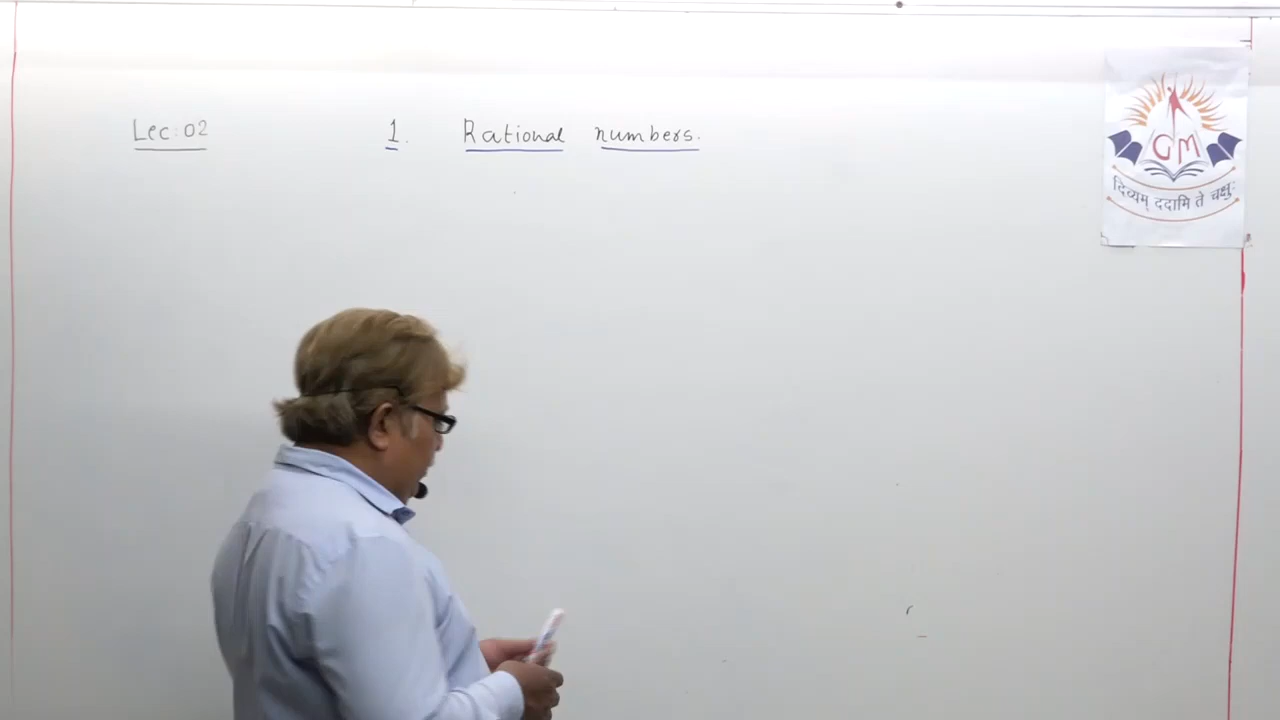 Lec:02 1. Rational numbers.
GM
दिव्यम् ददामि ते चक्षुः